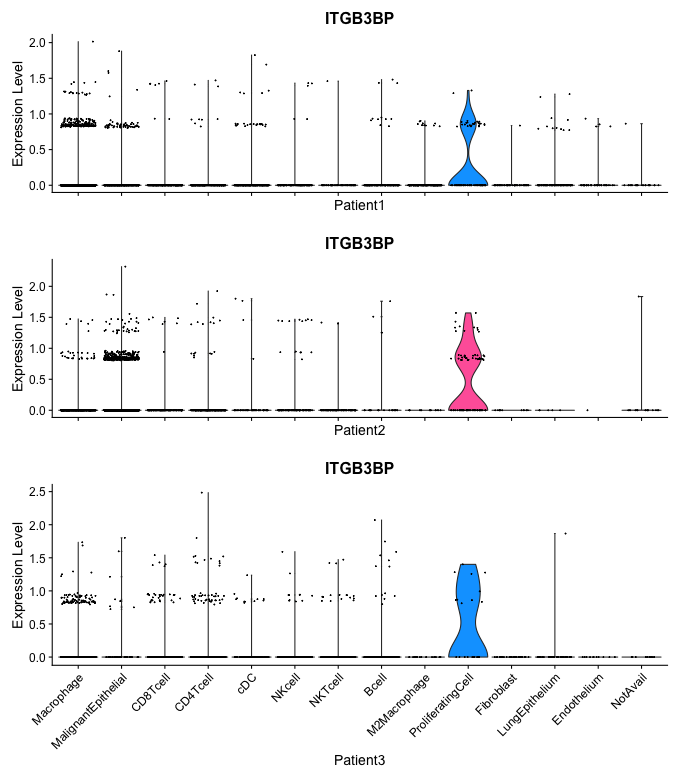 ITGB3BP
Expression Level
2.0
1.5
1.0
0.5
0.0
Patient1
ITGB3BP
Expression Level
2.0
1.5
1.0
0.5
0.0
Patient2
ITGB3BP
Expression Level
2.5
2.0
1.5
1.0
0.5
0.0
Macrophage
MalignantEpithelial
CD8Tcell
CD4Tcell
cDC
NKcell
NKTcell
Bcell
M2Macrophage
ProliferatingCell
Fibroblast
LungEpithelium
Endothelium
NotAvail
Patient3